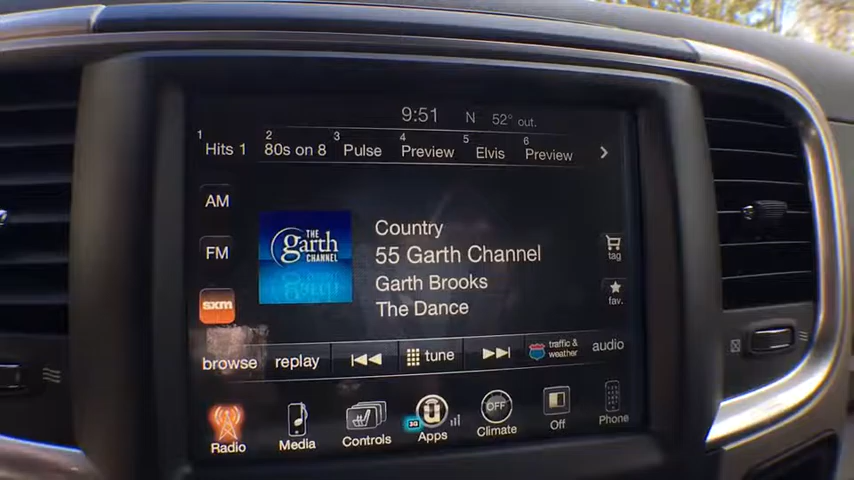 9:51 N 52° out.
1 Hits 1 2 80s on 8 3 Pulse 4 Preview 5 Elvis 6 Preview
AM
FM
sxm
THE
garth
CHANNEL
Country
55 Garth Channel
Garth Brooks
The Dance
tag
fav.
browse replay tune traffic & weather audio
Radio Media Controls 3G Apps OFF Climate Off Phone